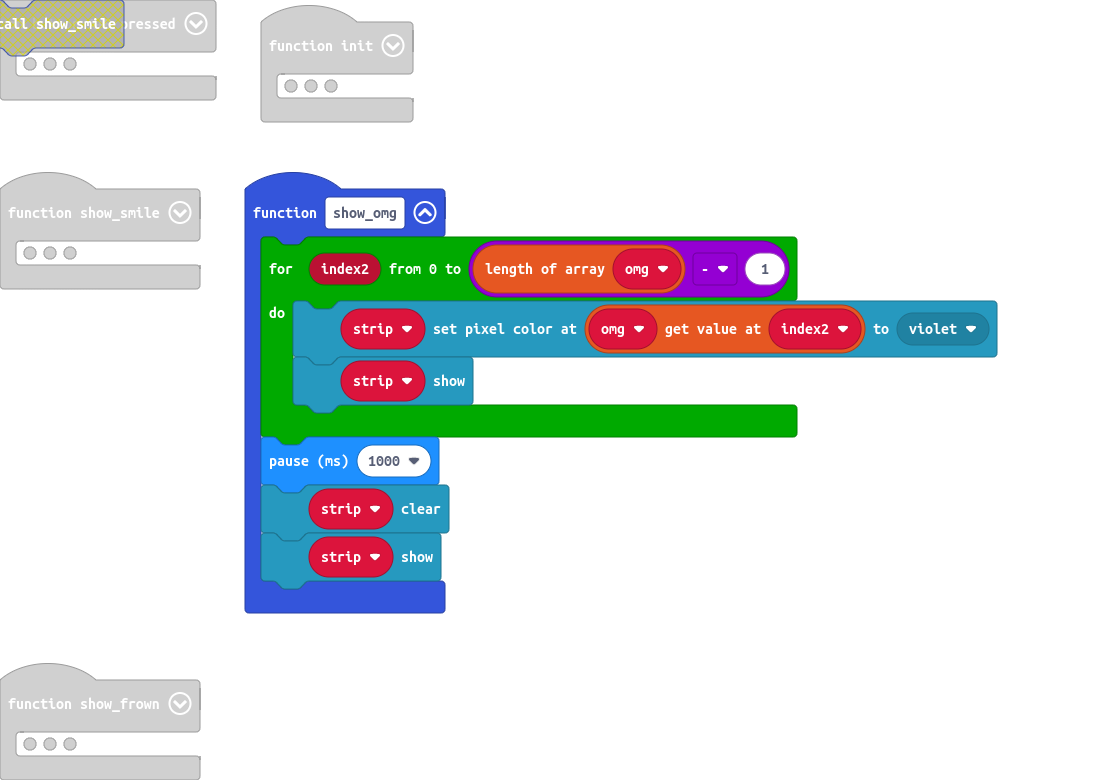 call show_smile pressed
function init
function show_smile
function show_omg
for index2 from 0 to length of array omg - 1
do
strip set pixel color at omg get value at index2 to violet
strip show
pause (ms) 1000
strip clear
strip show
function show_frown